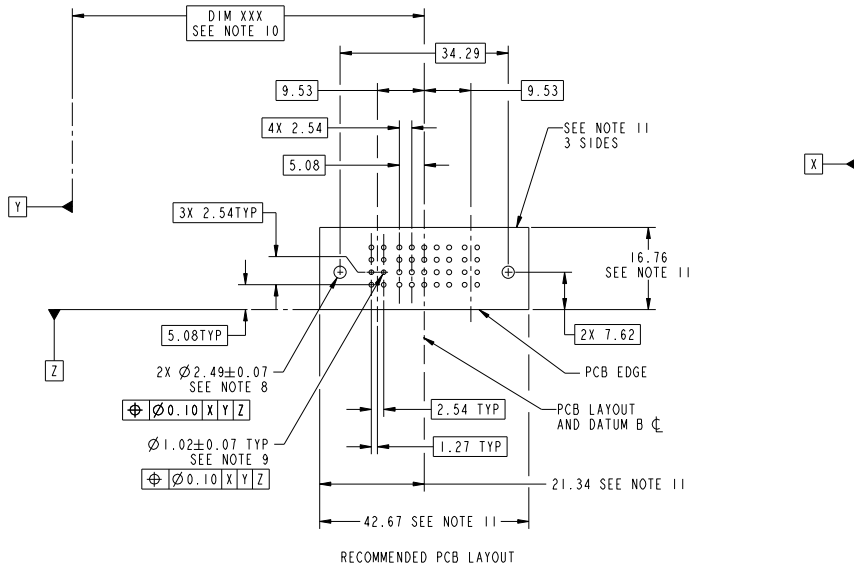 DIM XXX
SEE NOTE 10
34.29
9.53
9.53
4X 2.54
SEE NOTE 11
3 SIDES
5.08
X
Y
3X 2.54TYP
16.76
SEE NOTE 11
5.08TYP
2X 7.62
Z
2X Ø2.49±0.07
SEE NOTE 8
PCB EDGE
⌖ Ø0.10 X Y Z
2.54 TYP
PCB LAYOUT
AND DATUM B ℄
Ø1.02±0.07 TYP
SEE NOTE 9
1.27 TYP
⌖ Ø0.10 X Y Z
21.34 SEE NOTE 11
42.67 SEE NOTE 11
RECOMMENDED PCB LAYOUT